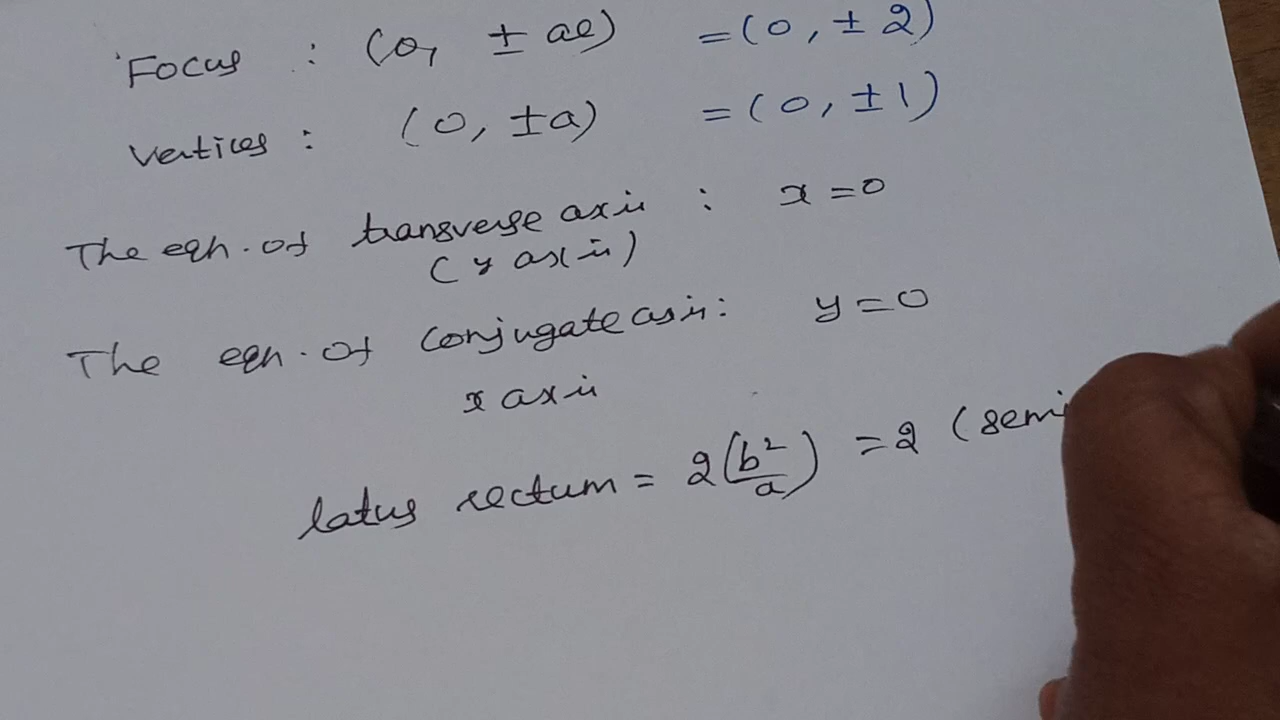 Focus : (0, ± ae) = (0, ± 2)
Vertices : (0, ±a) = (0, ±1)
The eqn. of transverse axis : x = 0
(y axis)
The eqn. of conjugate axis : y = 0
x axis
latus rectum = 2(b²/a) = 2 (semi